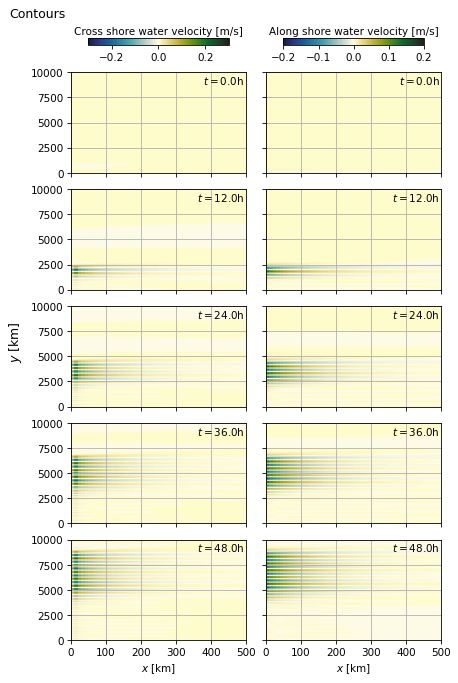 Contours
Cross shore water velocity [m/s] Along shore water velocity [m/s]
−0.2 0.0 0.2 −0.2 −0.1 0.0 0.1 0.2
10000 t = 0.0h t = 0.0h
7500
5000
2500
0
10000 t = 12.0h t = 12.0h
7500
5000
2500
0
10000 t = 24.0h t = 24.0h
7500
5000
y [km]
2500
0
10000 t = 36.0h t = 36.0h
7500
5000
2500
0
10000 t = 48.0h t = 48.0h
7500
5000
2500
0
0 100 200 300 400 500 0 100 200 300 400 500
x [km] x [km]